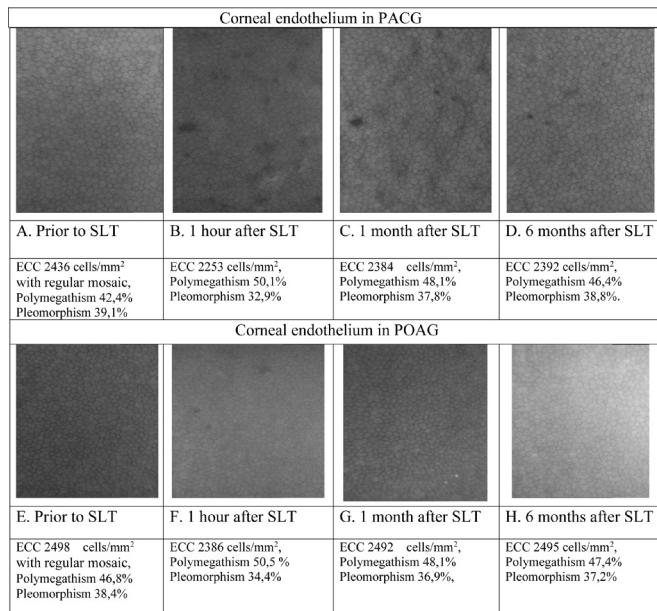 Corneal endothelium in PACG
A. Prior to SLT
B. 1 hour after SLT
C. 1 month after SLT
D. 6 months after SLT
ECC 2436 cells/mm²
with regular mosaic,
Polymegathism 42,4%
Pleomorphism 39,1%
ECC 2253 cells/mm²,
Polymegathism 50,1%
Pleomorphism 32,9%
ECC 2384 cells/mm²,
Polymegathism 48,1%
Pleomorphism 37,8%
ECC 2392 cells/mm²,
Polymegathism 46,4%
Pleomorphism 38,8%.
Corneal endothelium in POAG
E. Prior to SLT
F. 1 hour after SLT
G. 1 month after SLT
H. 6 months after SLT
ECC 2498 cells/mm²
with regular mosaic,
Polymegathism 46,8%
Pleomorphism 38,4%
ECC 2386 cells/mm²,
Polymegathism 50,5 %
Pleomorphism 34,4%
ECC 2492 cells/mm²,
Polymegathism 48,1%
Pleomorphism 36,9%,
ECC 2495 cells/mm²,
Polymegathism 47,4%
Pleomorphism 37,2%